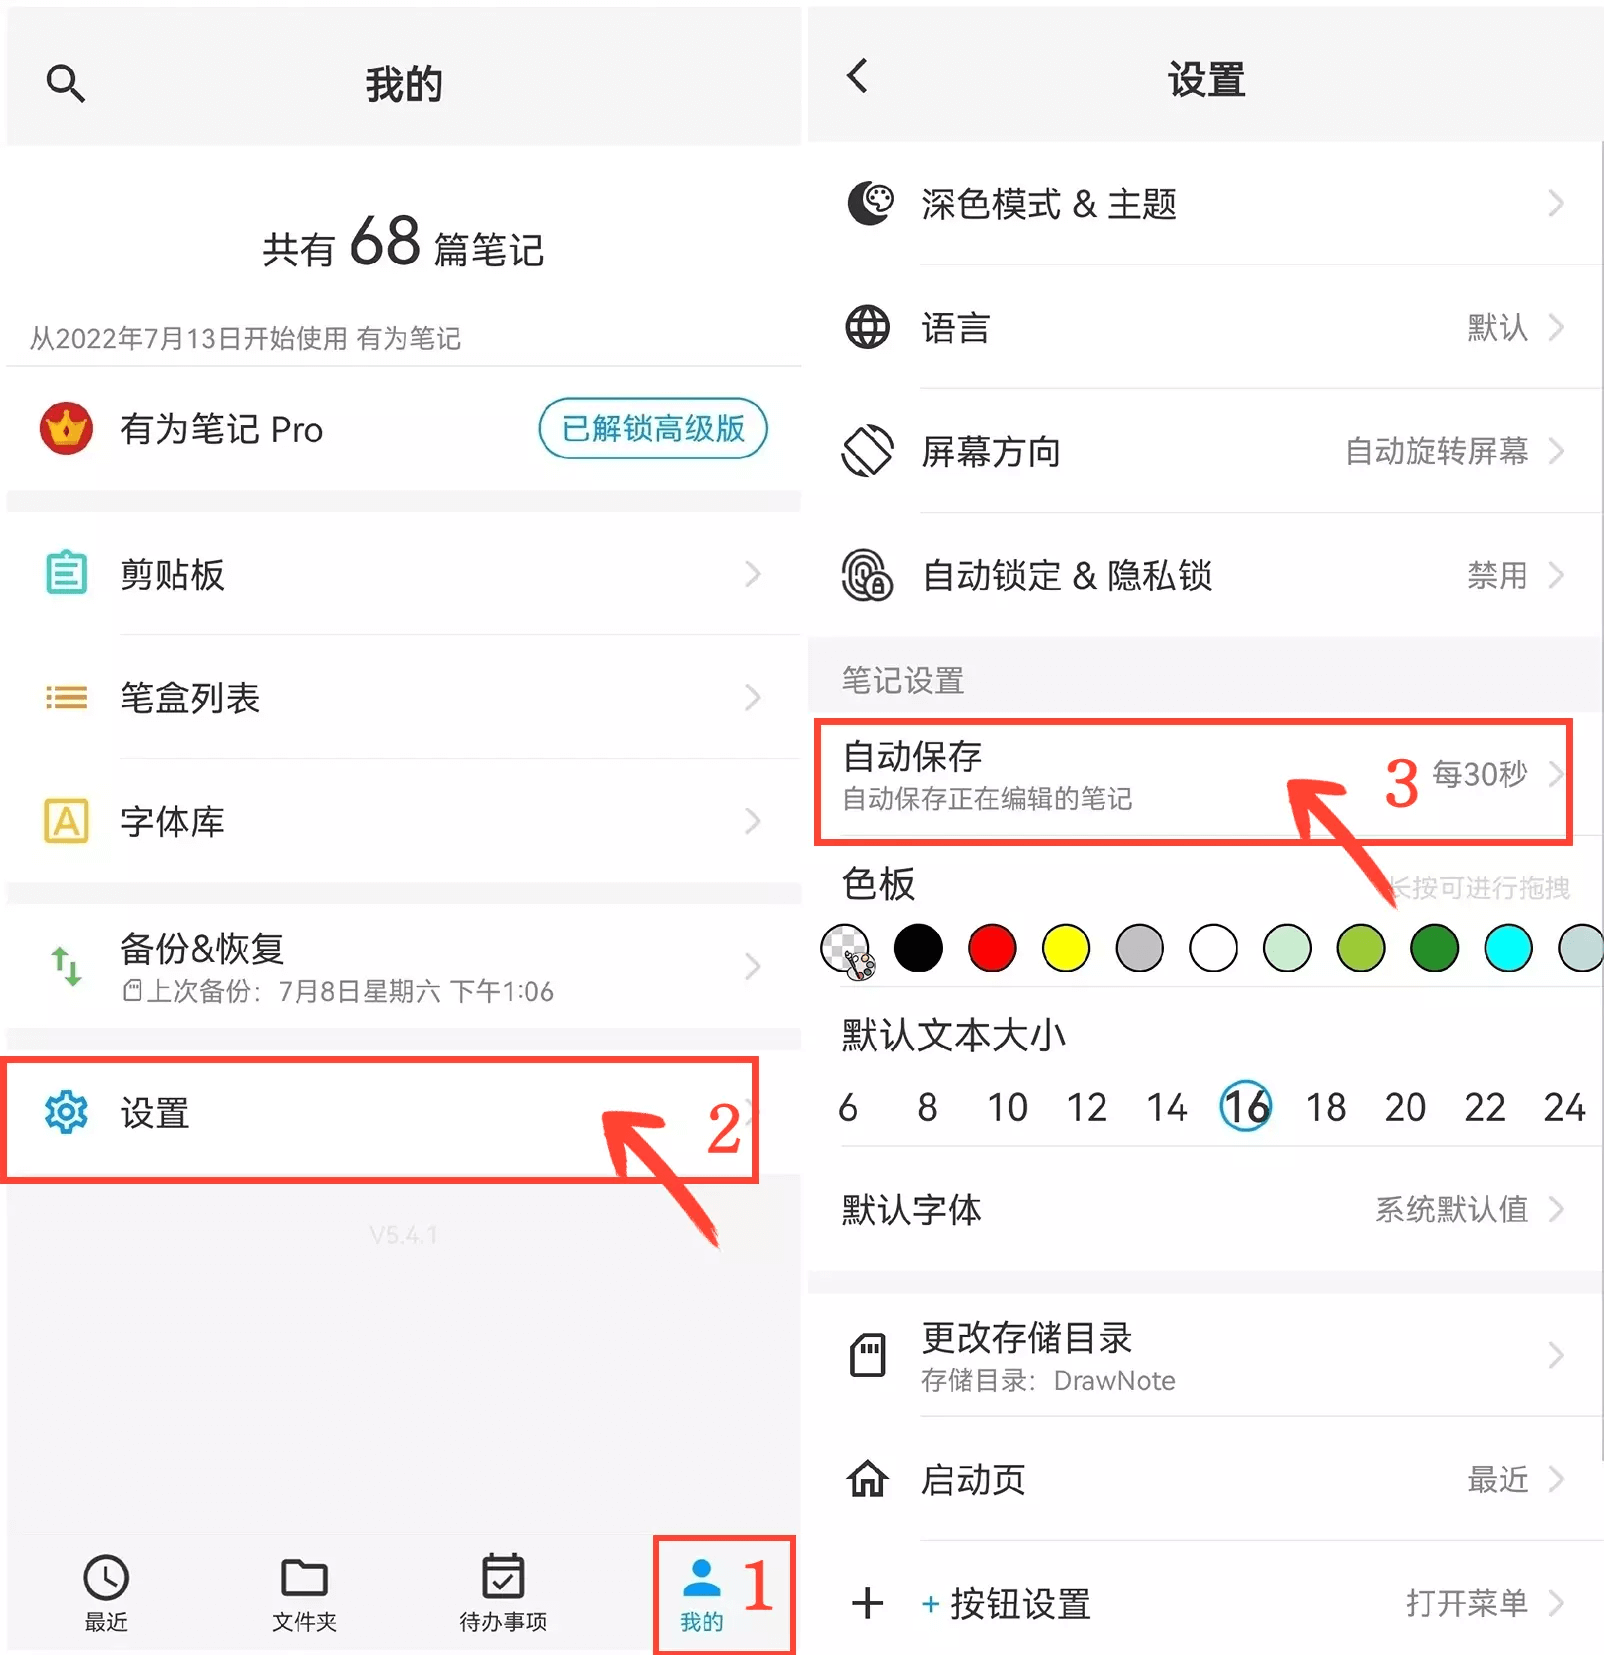 我的
共有 68 篇笔记
从2022年7月13日开始使用 有为笔记
有为笔记 Pro 已解锁高级版
剪贴板
笔盒列表
A 字体库
备份&恢复
上次备份：7月8日星期六 下午1:06
设置 2
V5.4.1
最近 文件夹 待办事项 我的 1
设置
深色模式 & 主题
语言 默认
屏幕方向 自动旋转屏幕
自动锁定 & 隐私锁 禁用
笔记设置
自动保存 3 每30秒
自动保存正在编辑的笔记
色板 长按可进行拖拽
默认文本大小
6 8 10 12 14 16 18 20 22 24
默认字体 系统默认值
更改存储目录
存储目录：DrawNote
启动页 最近
+ 按钮设置 打开菜单